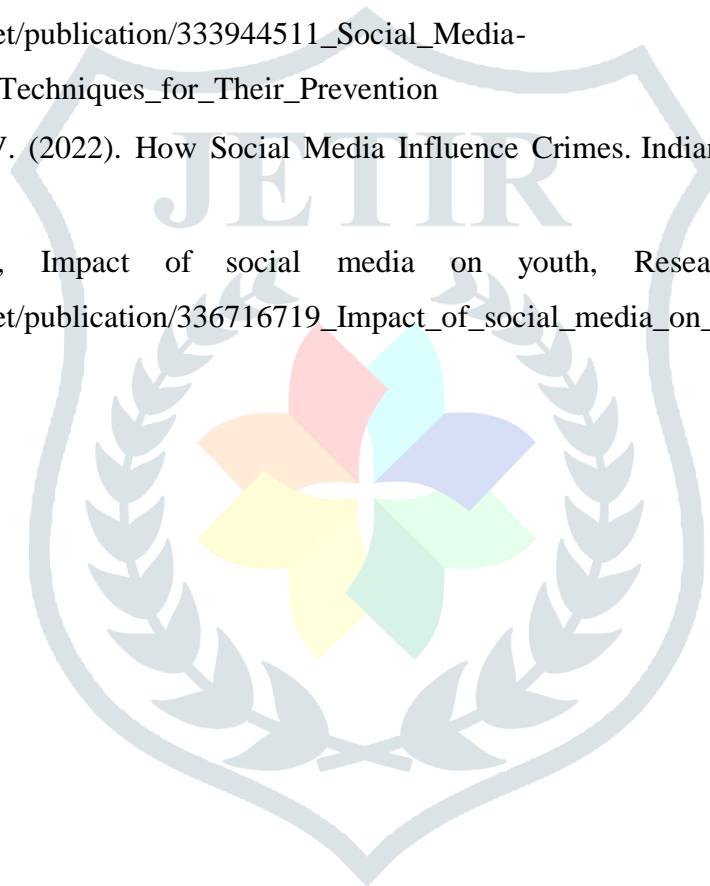 et/publication/333944511_Social_Media-
Techniques_for_Their_Prevention
V. (2022). How Social Media Influence Crimes. Indian
JETIR
, Impact of social media on youth, Resea
et/publication/336716719_Impact_of_social_media_on_